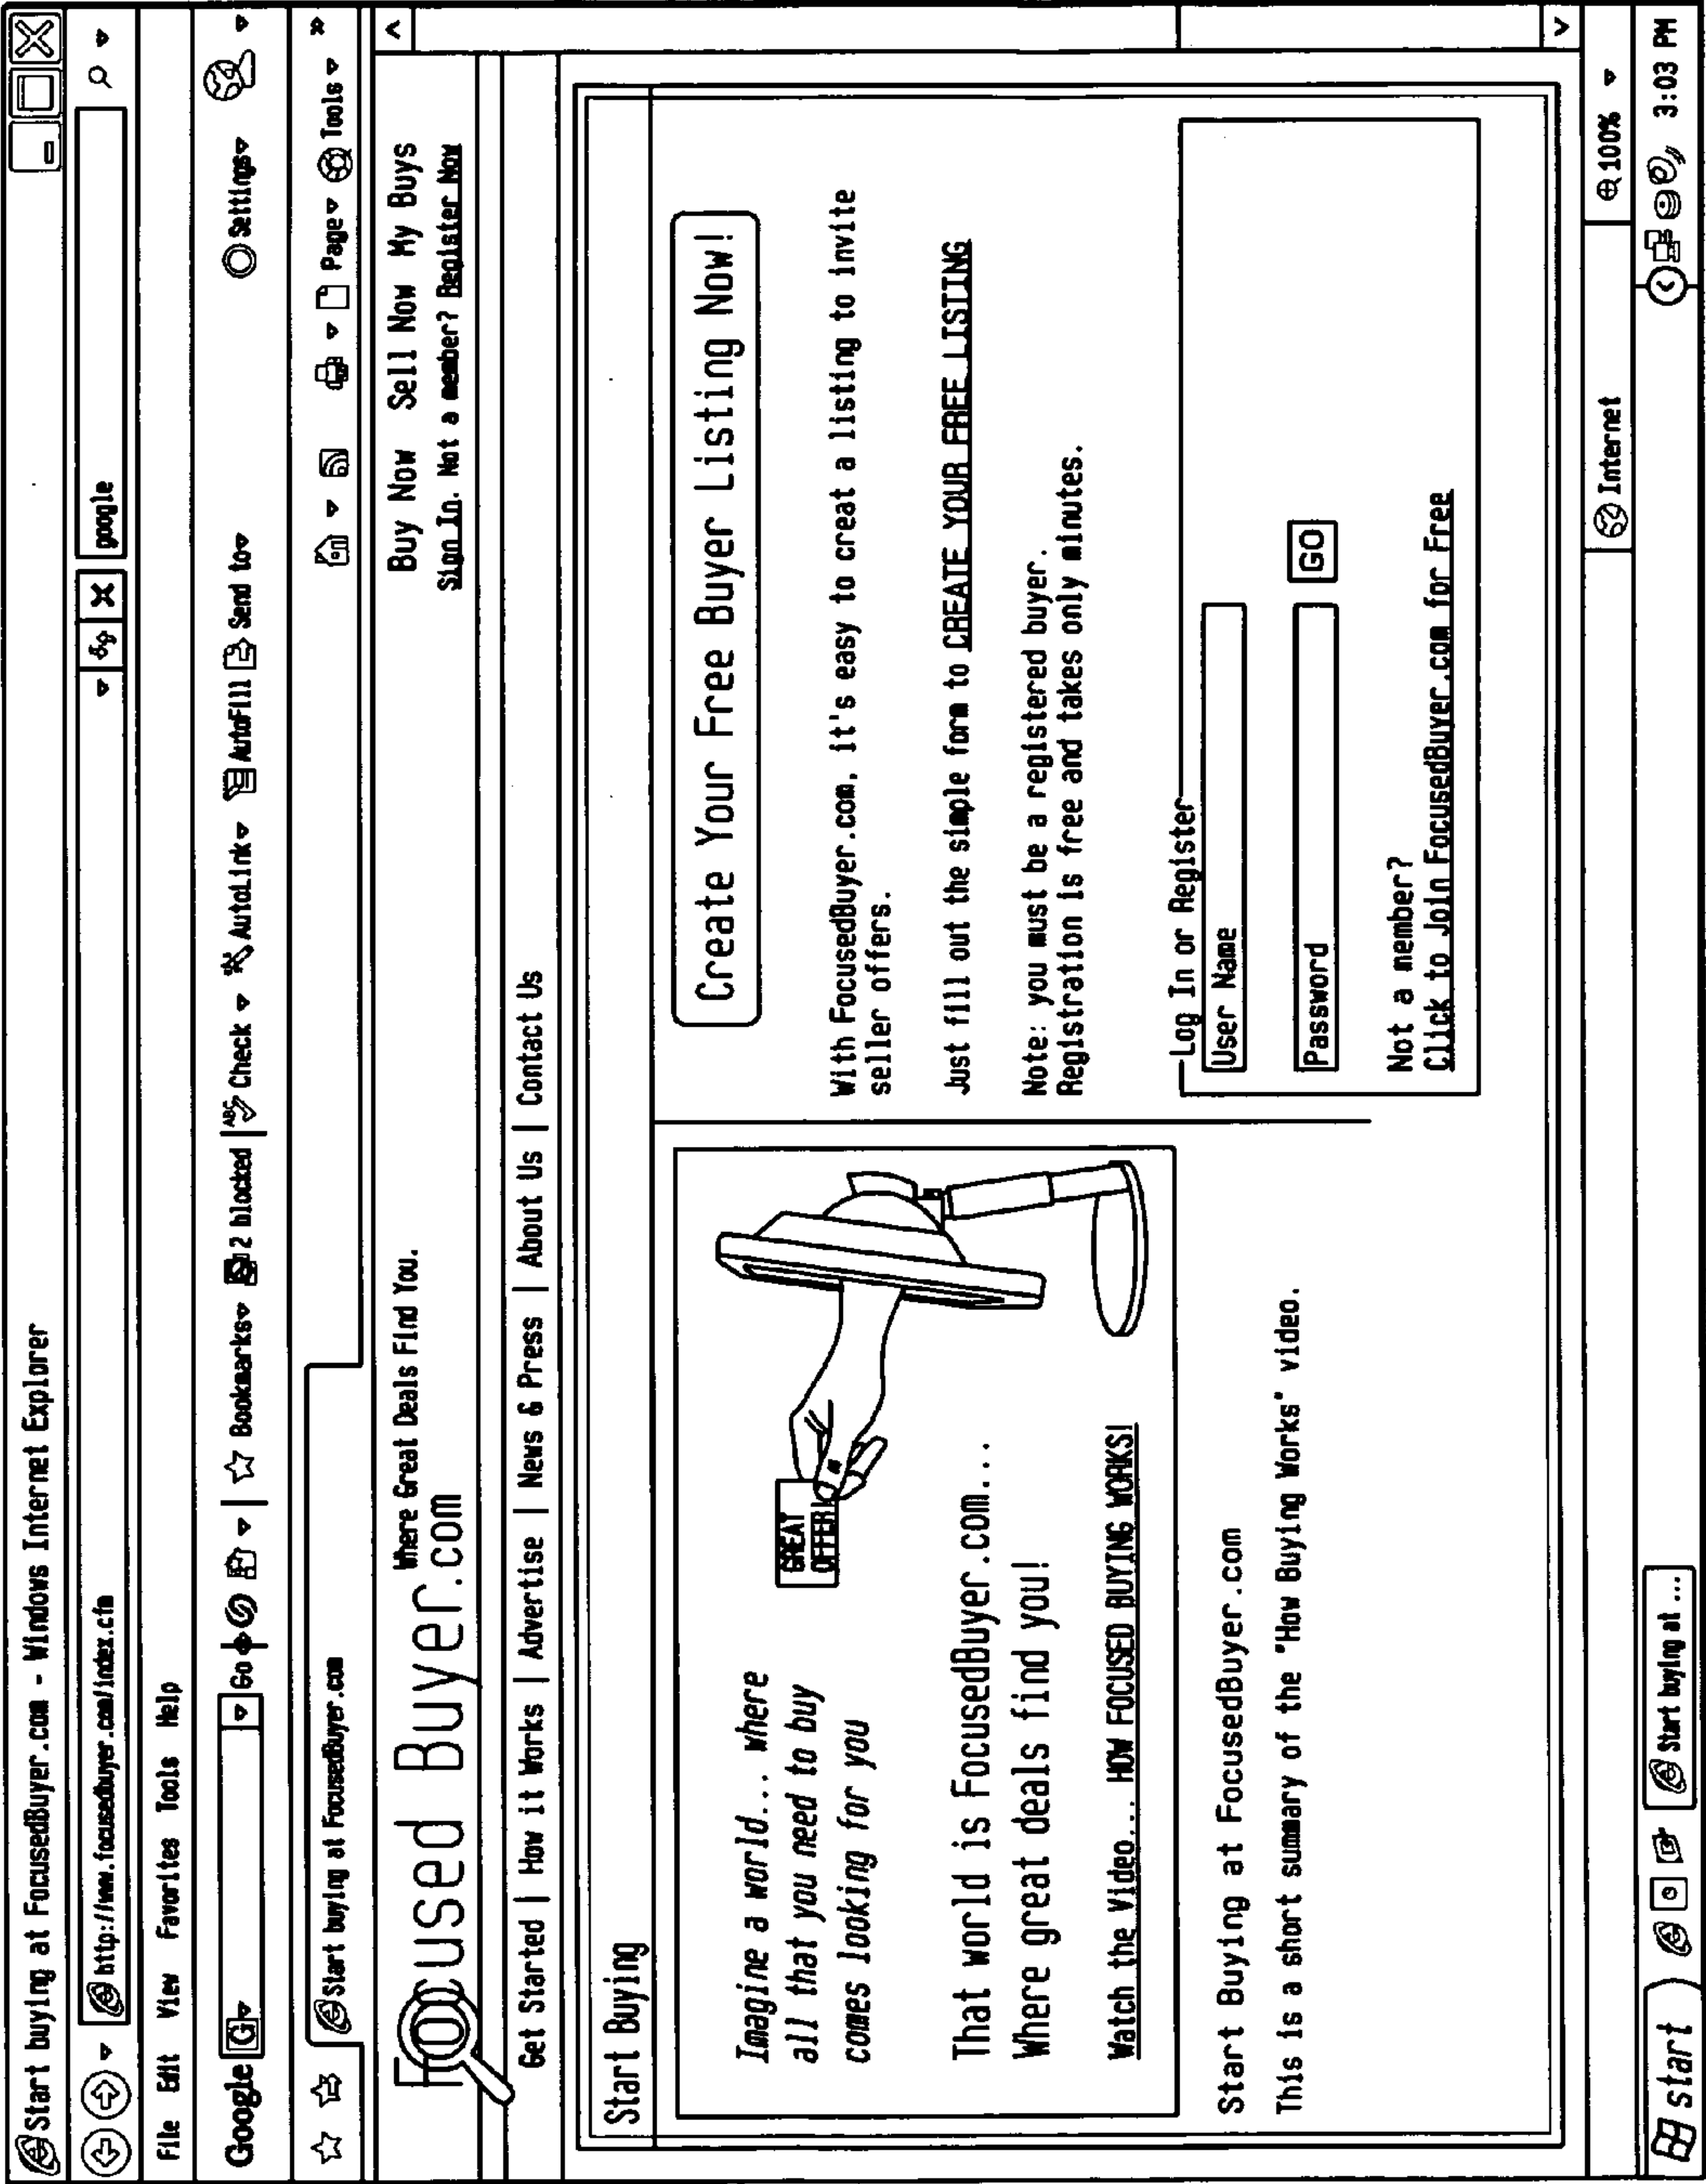 Start buying at FocusedBuyer.com - Windows Internet Explorer
http://www.focusedbuyer.com/index.cfm
google
File Edit View Favorites Tools Help
Google G Go Bookmarks 2 blocked ABC Check AutoLink AutoFill Send to Settings
Start buying at FocusedBuyer.com
Page Tools »
Where Great Deals Find You.
Focused Buyer.com
Buy Now Sell Now My Buys
Sign In. Not a member? Register Now
Get Started | How it Works | Advertise | News & Press | About Us | Contact Us
Start Buying
Imagine a world... where
all that you need to buy
comes looking for you
GREAT
OFFER
That world is FocusedBuyer.com...
Where great deals find you!
Watch the Video... HOW FOCUSED BUYING WORKS!
Start Buying at FocusedBuyer.com
This is a short summary of the "How Buying Works" video.
Create Your Free Buyer Listing Now!
With FocusedBuyer.com, it's easy to creat a listing to invite
seller offers.
Just fill out the simple form to CREATE YOUR FREE LISTING
Note: you must be a registered buyer.
Registration is free and takes only minutes.
Log In or Register
User Name
Password
GO
Not a member?
Click to Join FocusedBuyer.com for Free
Internet
100%
start
Start buying at ...
3:03 PM